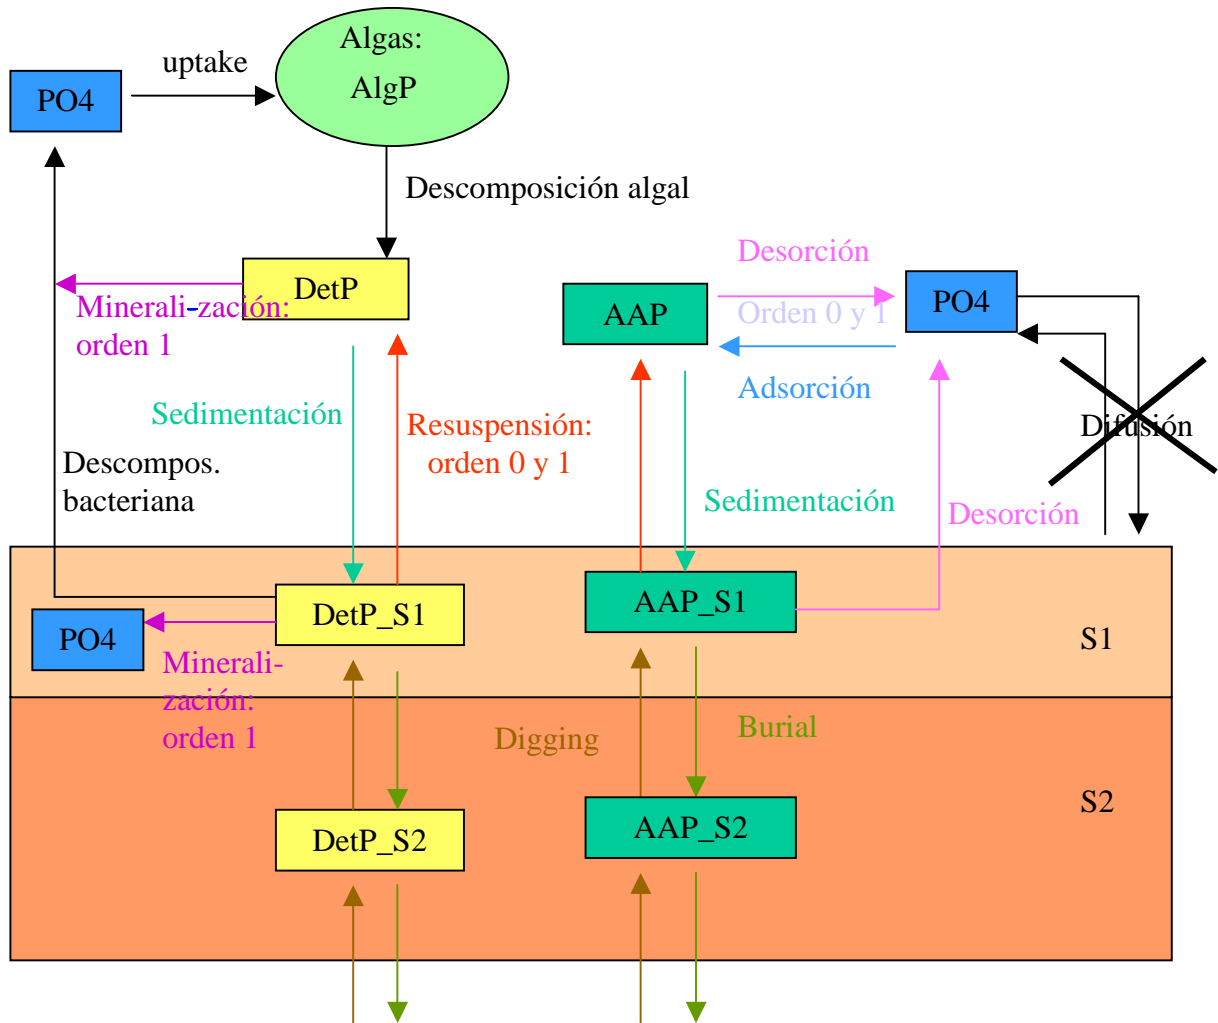 Algas:
AlgP
uptake
PO4
Descomposición algal
Desorción
DetP
AAP
PO4
Minerali-zación:
orden 1
Orden 0 y 1
Adsorción
Sedimentación
Resuspensión:
orden 0 y 1
Difusión
Descompos.
bacteriana
Sedimentación
Desorción
DetP_S1
AAP_S1
PO4
S1
Minerali-
zación:
orden 1
Digging
Burial
S2
DetP_S2
AAP_S2